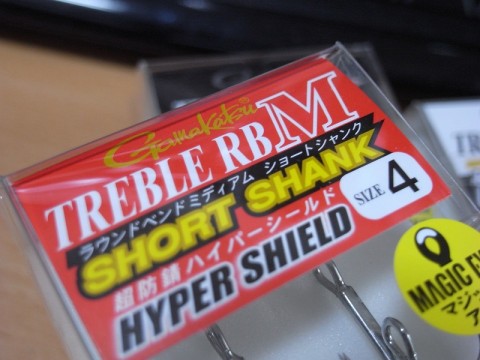 Gamakatsu
TREBLE RB M
ラウンドベンドミディアム ショートシャンク
SHORT SHANK
SIZE 4
超防錆ハイパーシールド
HYPER SHIELD
MAGIC
マジッ
TREBLE